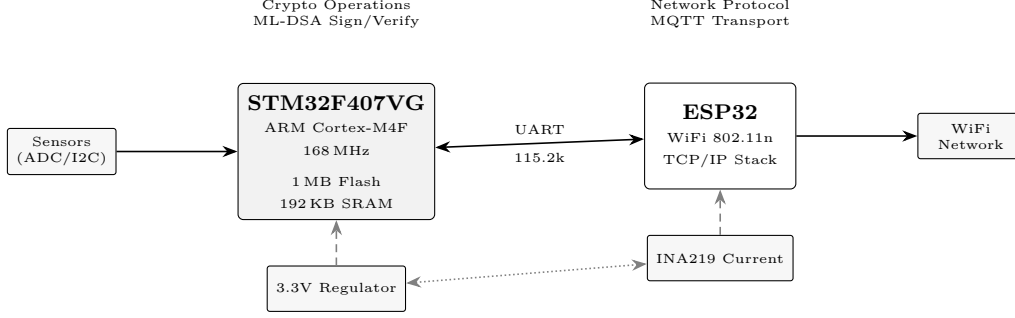 Crypto Operations
ML-DSA Sign/Verify
Network Protocol
MQTT Transport
Sensors
(ADC/I2C)
STM32F407VG
ARM Cortex-M4F
168 MHz
1 MB Flash
192 KB SRAM
UART
115.2k
ESP32
WiFi 802.11n
TCP/IP Stack
WiFi
Network
3.3V Regulator
INA219 Current